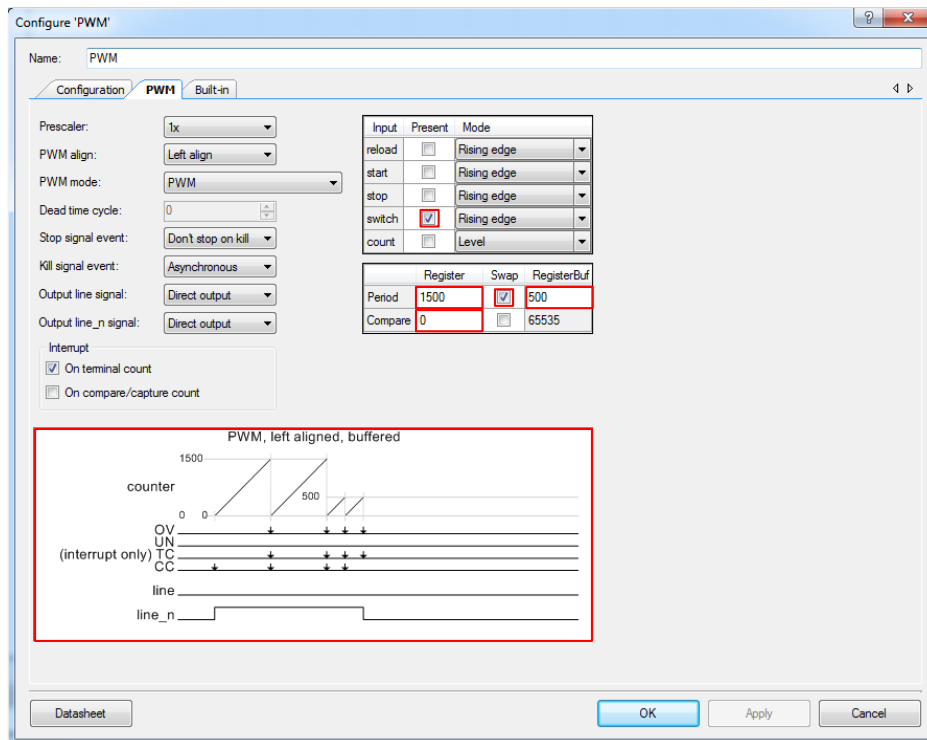 Configure 'PWM'
Name: PWM
Configuration PWM Built-in
Prescaler: 1x
PWM align: Left align
PWM mode: PWM
Dead time cycle: 0
Stop signal event: Don't stop on kill
Kill signal event: Asynchronous
Output line signal: Direct output
Output line_n signal: Direct output
Interrupt
On terminal count
On compare/capture count
Input Present Mode
reload Rising edge
start Rising edge
stop Rising edge
switch Rising edge
count Level
Register Swap RegisterBuf
Period 1500 500
Compare 0 65535
PWM, left aligned, buffered
1500
counter
500
0 0
OV
UN
(interrupt only) TC
CC
line
line_n
Datasheet OK Apply Cancel